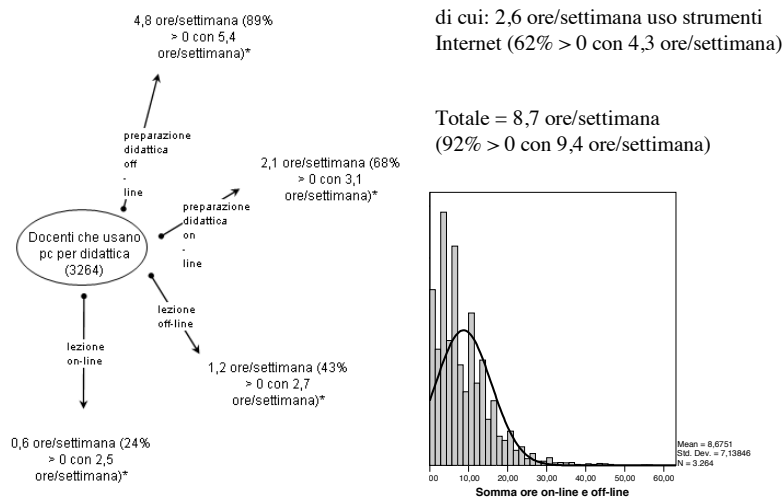 4,8 ore/settimana (89%
> 0 con 5,4
ore/settimana)*
di cui: 2,6 ore/settimana uso strumenti
Internet (62% > 0 con 4,3 ore/settimana)
Totale = 8,7 ore/settimana
(92% > 0 con 9,4 ore/settimana)
preparazione
didattica
off
-
line
2,1 ore/settimana (68%
> 0 con 3,1
ore/settimana)*
preparazione
didattica
on
-
line
Docenti che usano
pc per didattica
(3264)
lezione
off-line
lezione
on-line
1,2 ore/settimana (43%
> 0 con 2,7
ore/settimana)*
0,6 ore/settimana (24%
> 0 con 2,5
ore/settimana)*
Mean = 8,6751
Std. Dev. = 7,13846
N = 3.264
00 10,00 20,00 30,00 40,00 50,00 60,00
Somma ore on-line e off-line